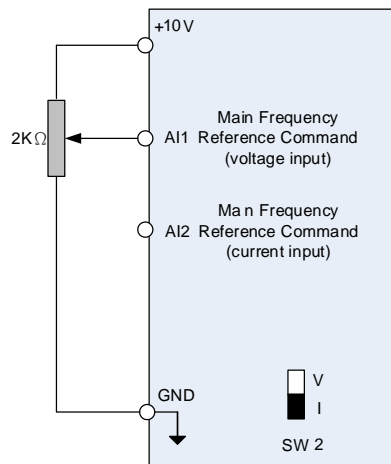 +10V
2KΩ
AI1 Main Frequency
Reference Command
(voltage input)
AI2 Ma n Frequency
Reference Command
(current input)
GND
V
I
SW 2